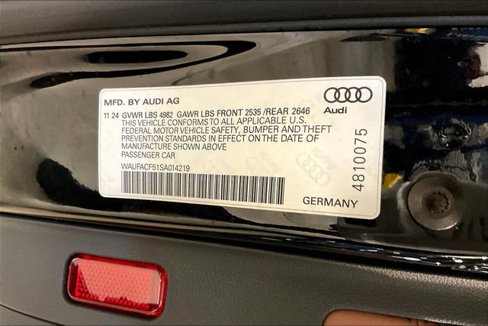 MFD. BY AUDI AG
11 24 GVWR LBS 4982 GAWR LBS FRONT 2535 /REAR 2646
THIS VEHICLE CONFORMS TO ALL APPLICABLE U.S.
FEDERAL MOTOR VEHICLE SAFETY, BUMPER AND THEFT
PREVENTION STANDARDS IN EFFECT ON THE DATE OF
MANUFACTURE SHOWN ABOVE
PASSENGER CAR
WAUFACF51SA014219
Audi
4810075
GERMANY